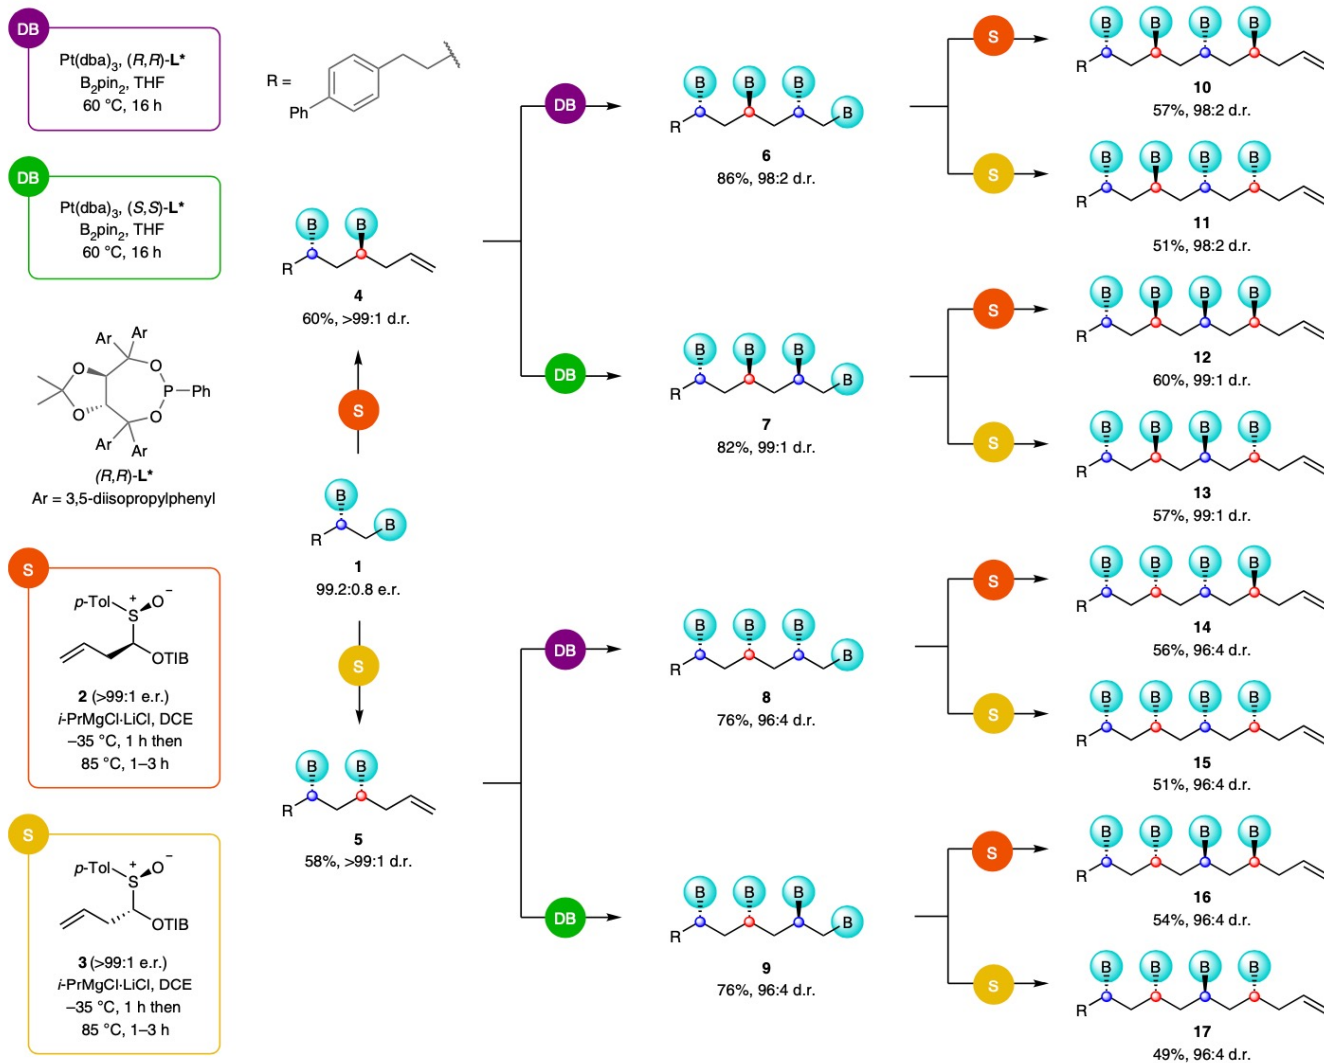 DB
Pt(dba)3, (R,R)-L*
B2pin2, THF
60 °C, 16 h
DB
Pt(dba)3, (S,S)-L*
B2pin2, THF
60 °C, 16 h
Ar
Ar
O
O
P
Ph
O
O
Ar
Ar
(R,R)-L*
Ar = 3,5-diisopropylphenyl
S
p-Tol
S
+
O
−
OTIB
2 (>99:1 e.r.)
i-PrMgCl·LiCl, DCE
−35 °C, 1 h then
85 °C, 1–3 h
S
p-Tol
S
+
O
−
OTIB
3 (>99:1 e.r.)
i-PrMgCl·LiCl, DCE
−35 °C, 1 h then
85 °C, 1–3 h
R =
Ph
B B
R
4
60%, >99:1 d.r.
S
B
B
R
1
99.2:0.8 e.r.
S
B B
R
5
58%, >99:1 d.r.
DB
B B B
B
R
6
86%, 98:2 d.r.
DB
B B B
B
R
7
82%, 99:1 d.r.
DB
B B B
B
R
8
76%, 96:4 d.r.
DB
B B B
B
R
9
76%, 96:4 d.r.
S
B B B B
R
10
57%, 98:2 d.r.
S
B B B B
R
11
51%, 98:2 d.r.
S
B B B B
R
12
60%, 99:1 d.r.
S
B B B B
R
13
57%, 99:1 d.r.
S
B B B B
R
14
56%, 96:4 d.r.
S
B B B B
R
15
51%, 96:4 d.r.
S
B B B B
R
16
54%, 96:4 d.r.
S
B B B B
R
17
49%, 96:4 d.r.